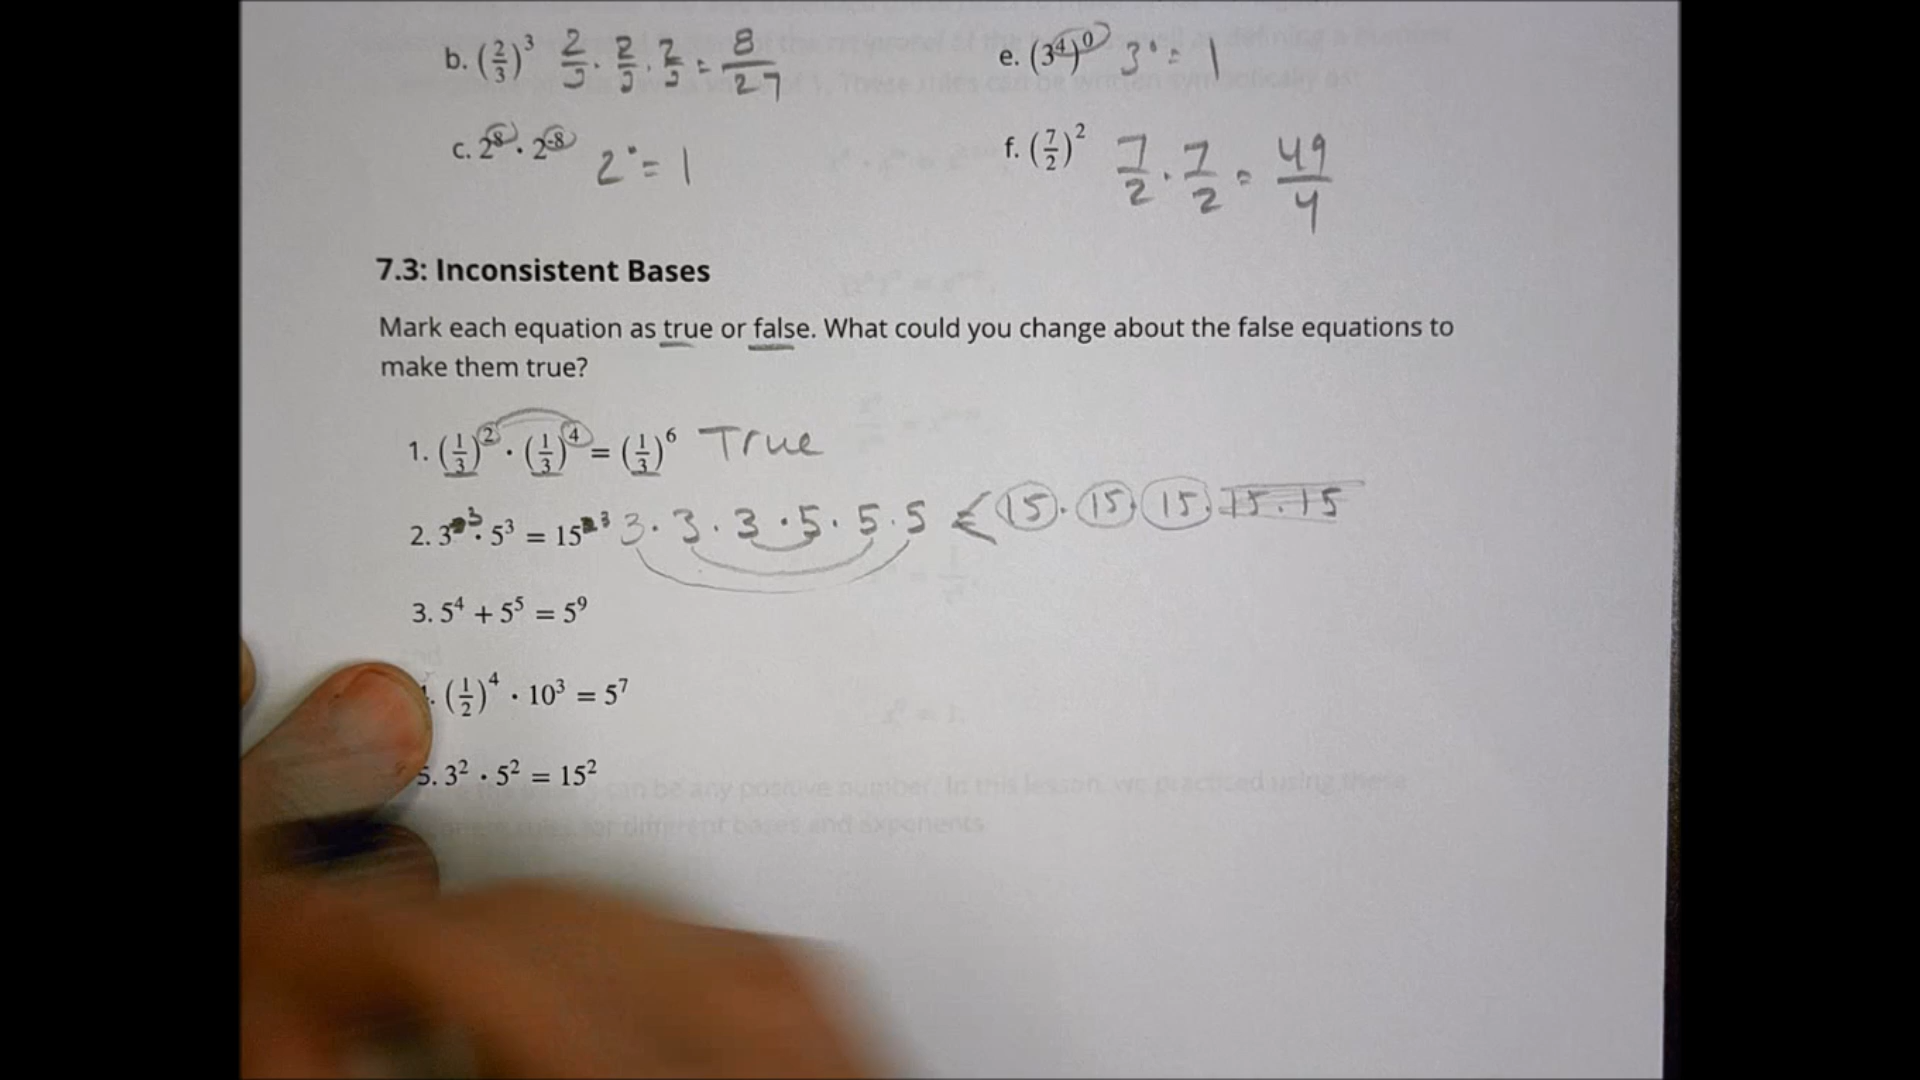 b. (2/3)³ 2/3 · 2/3 · 2/3 = 8/27
e. (3⁴)⁰ 3⁰ = 1
c. 2⁸ · 2⁻⁸ 2⁰ = 1
f. (7/2)² 7/2 · 7/2 = 49/4
7.3: Inconsistent Bases
Mark each equation as true or false. What could you change about the false equations to
make them true?
1. (1/3)² · (1/3)⁴ = (1/3)⁶ True
2. 3³ · 5³ = 15³ 3 · 3 · 3 · 5 · 5 · 5 15 · 15 · 15 · 15 · 15
3. 5⁴ + 5⁵ = 5⁹
. (1/2)⁴ · 10³ = 5⁷
5. 3² · 5² = 15²